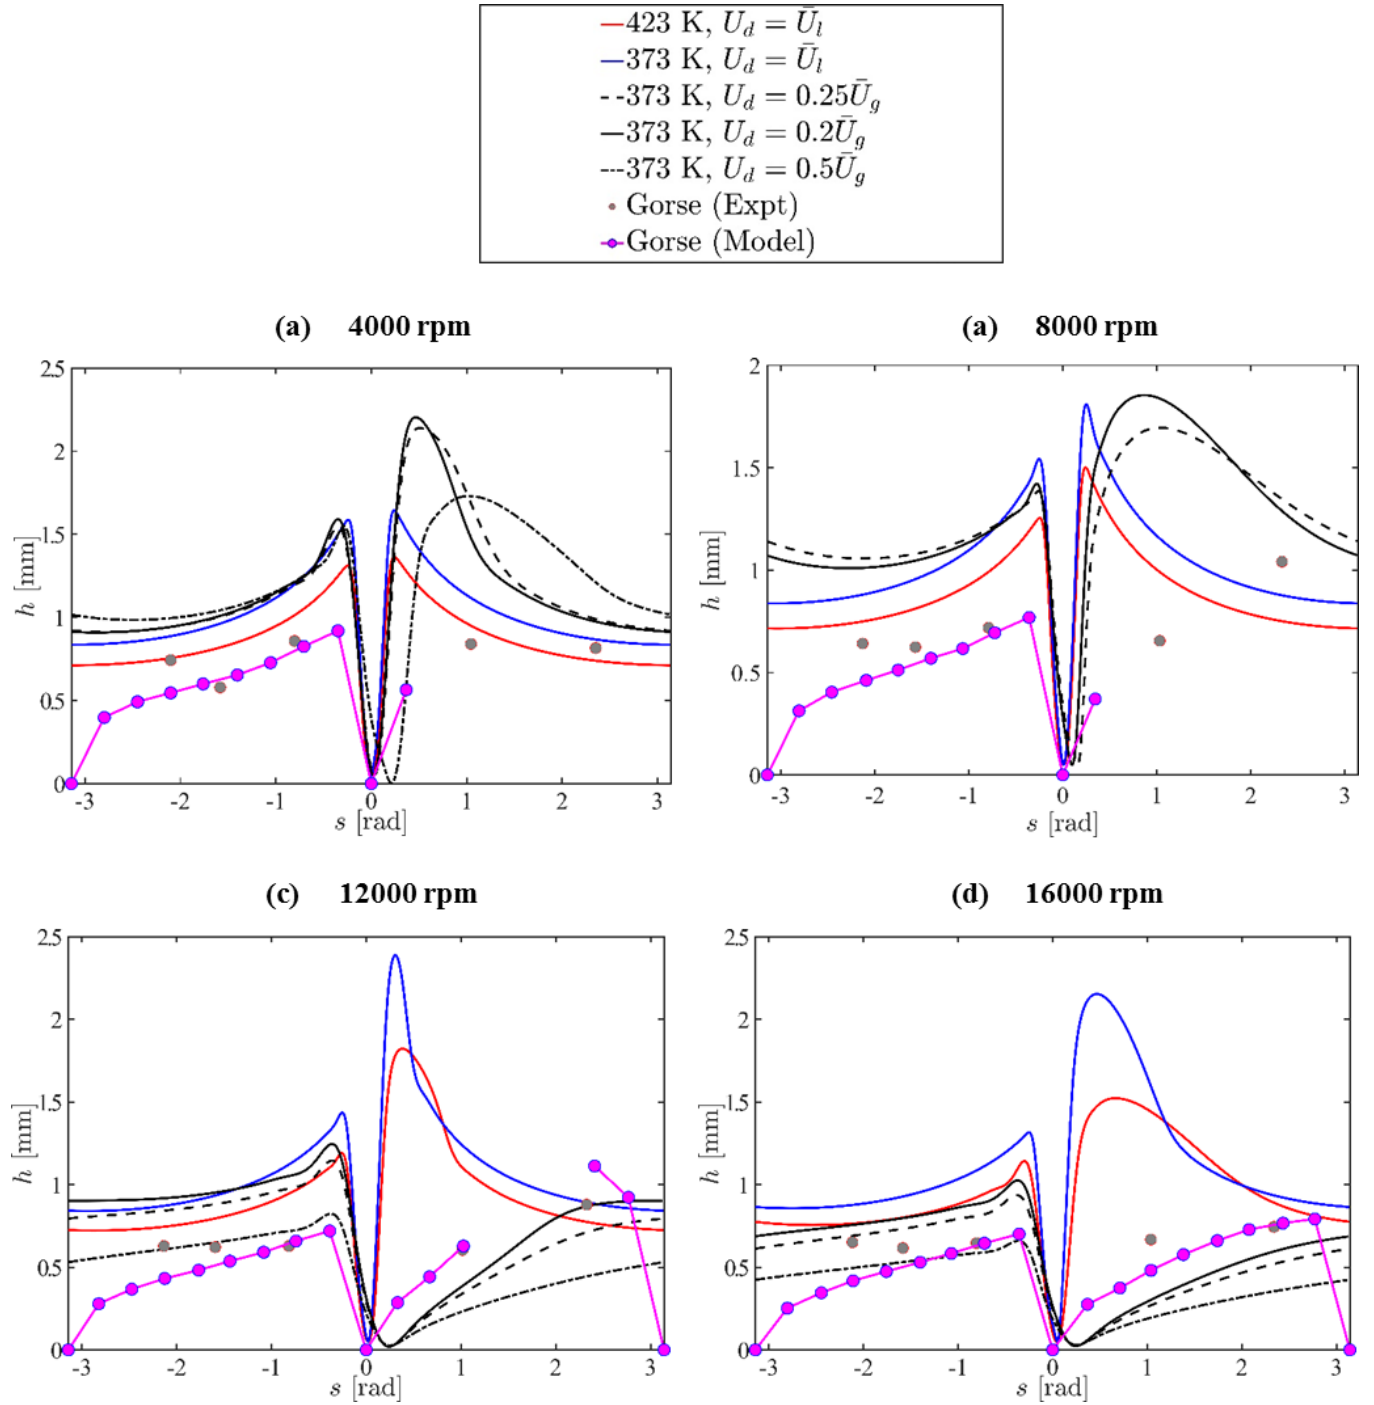 423 K, U_d = Ū_l
373 K, U_d = Ū_l
373 K, U_d = 0.25Ū_g
373 K, U_d = 0.2Ū_g
373 K, U_d = 0.5Ū_g
Gorse (Expt)
Gorse (Model)
(a) 4000 rpm
2.5
2
1.5
1
0.5
0
h [mm]
-3 -2 -1 0 1 2 3
s [rad]
(a) 8000 rpm
2
1.5
1
0.5
0
h [mm]
-3 -2 -1 0 1 2 3
s [rad]
(c) 12000 rpm
2.5
2
1.5
1
0.5
0
h [mm]
-3 -2 -1 0 1 2 3
s [rad]
(d) 16000 rpm
2.5
2
1.5
1
0.5
0
h [mm]
-3 -2 -1 0 1 2 3
s [rad]